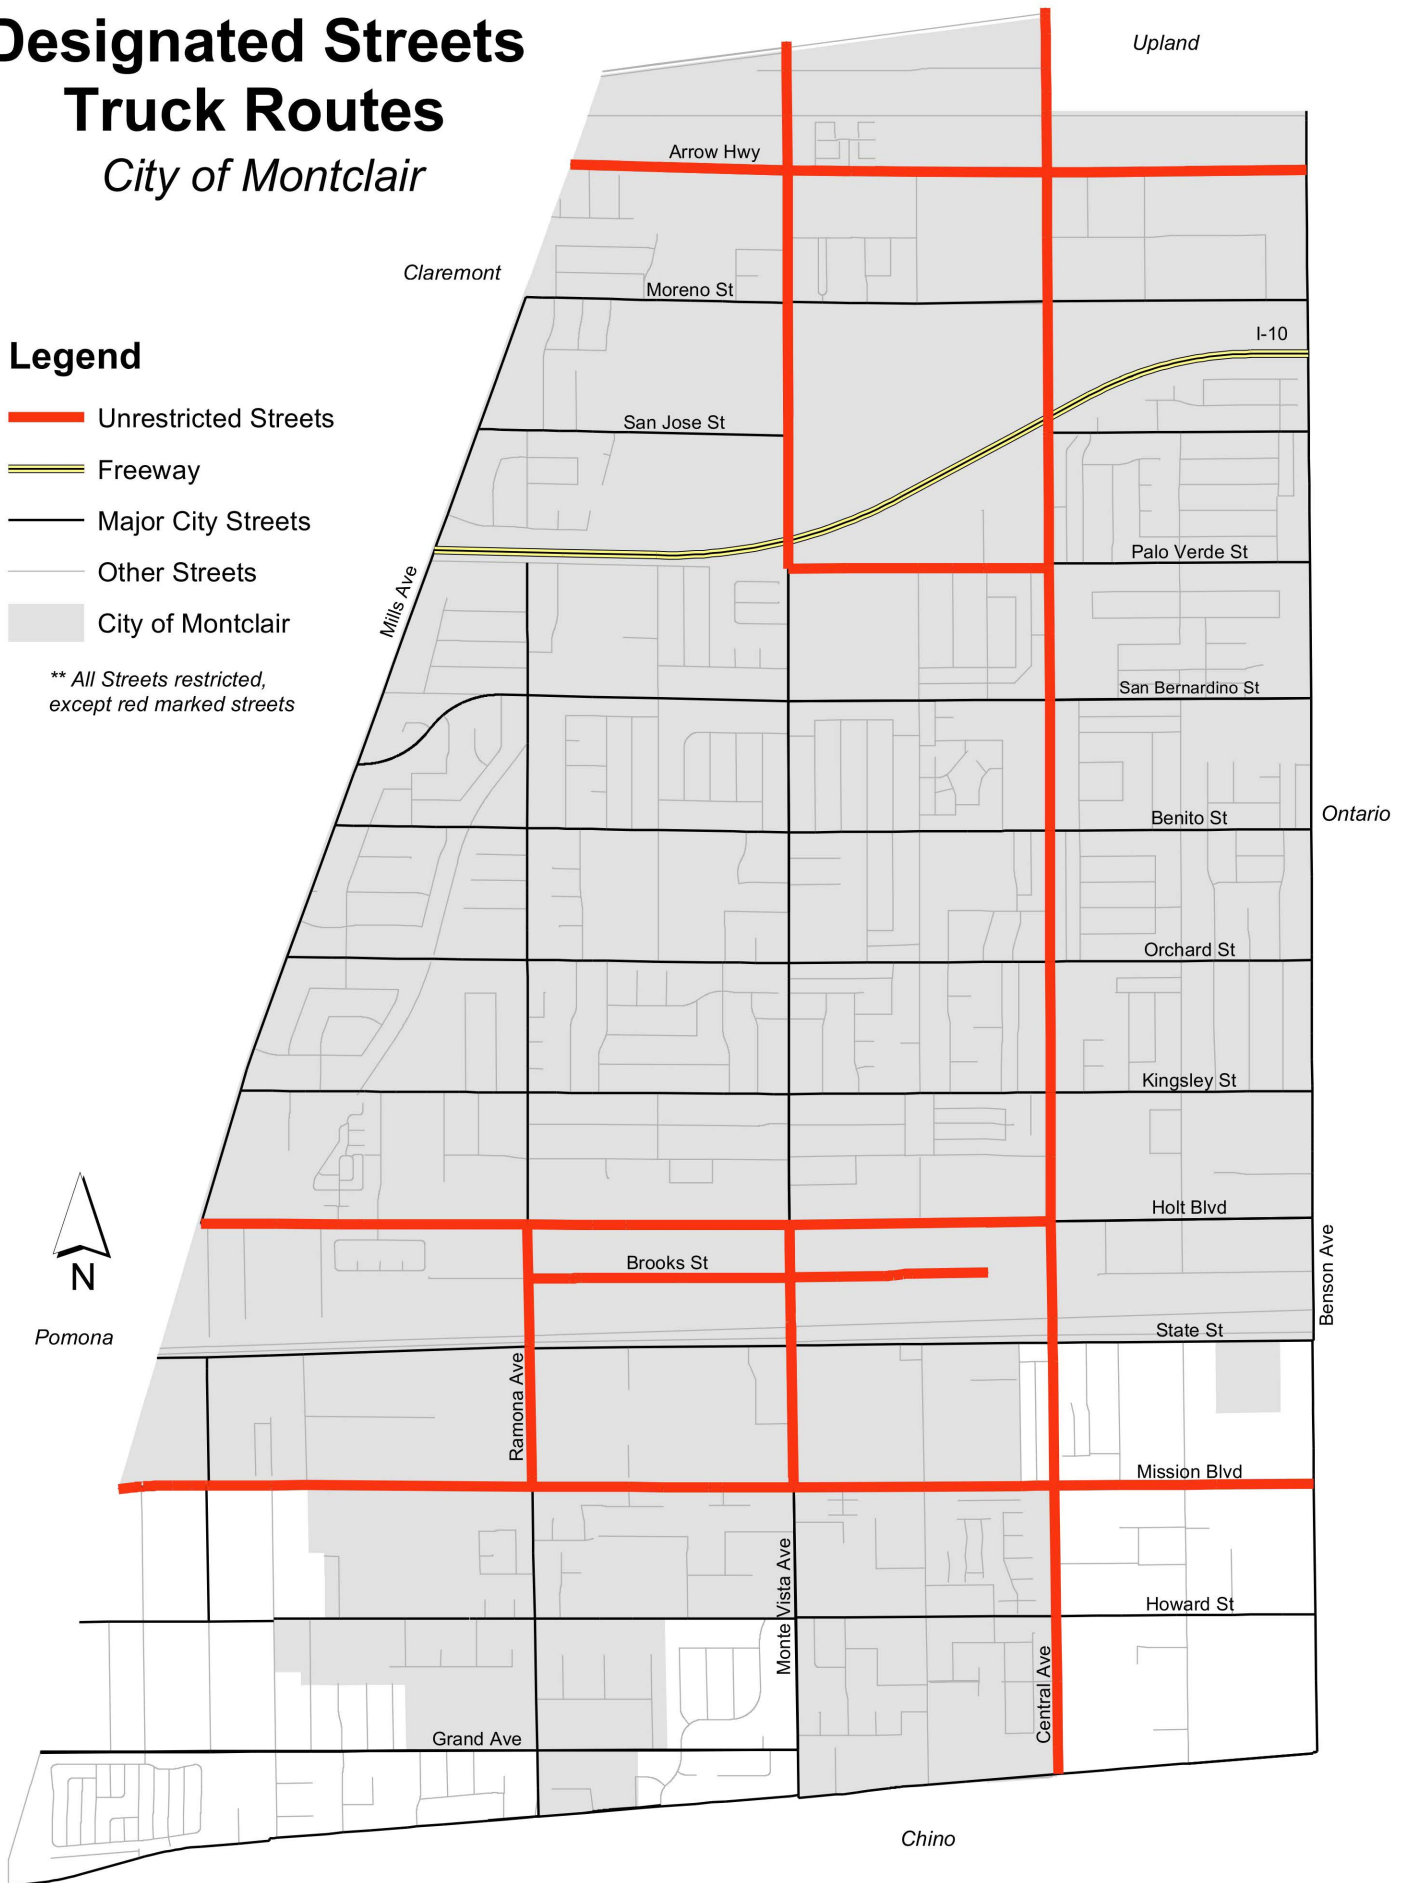 Designated Streets
Truck Routes
City of Montclair
Upland
Arrow Hwy
Claremont
Moreno St
I-10
Legend
Unrestricted Streets
Freeway
Major City Streets
Other Streets
City of Montclair
** All Streets restricted,
except red marked streets
San Jose St
Palo Verde St
Mills Ave
San Bernardino St
Benito St
Ontario
Orchard St
Kingsley St
Holt Blvd
Brooks St
Benson Ave
N
Pomona
State St
Ramona Ave
Mission Blvd
Monte Vista Ave
Howard St
Central Ave
Grand Ave
Chino